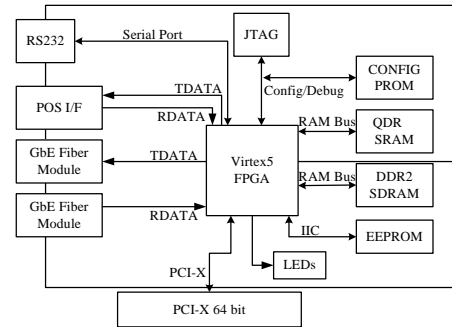 RS232
Serial Port
JTAG
CONFIG
PROM
Config/Debug
POS I/F
TDATA
RDATA
RAM Bus
QDR
SRAM
GbE Fiber
Module
TDATA
Virtex5
FPGA
RAM Bus
DDR2
SDRAM
GbE Fiber
Module
RDATA
IIC
EEPROM
PCI-X
LEDs
PCI-X 64 bit